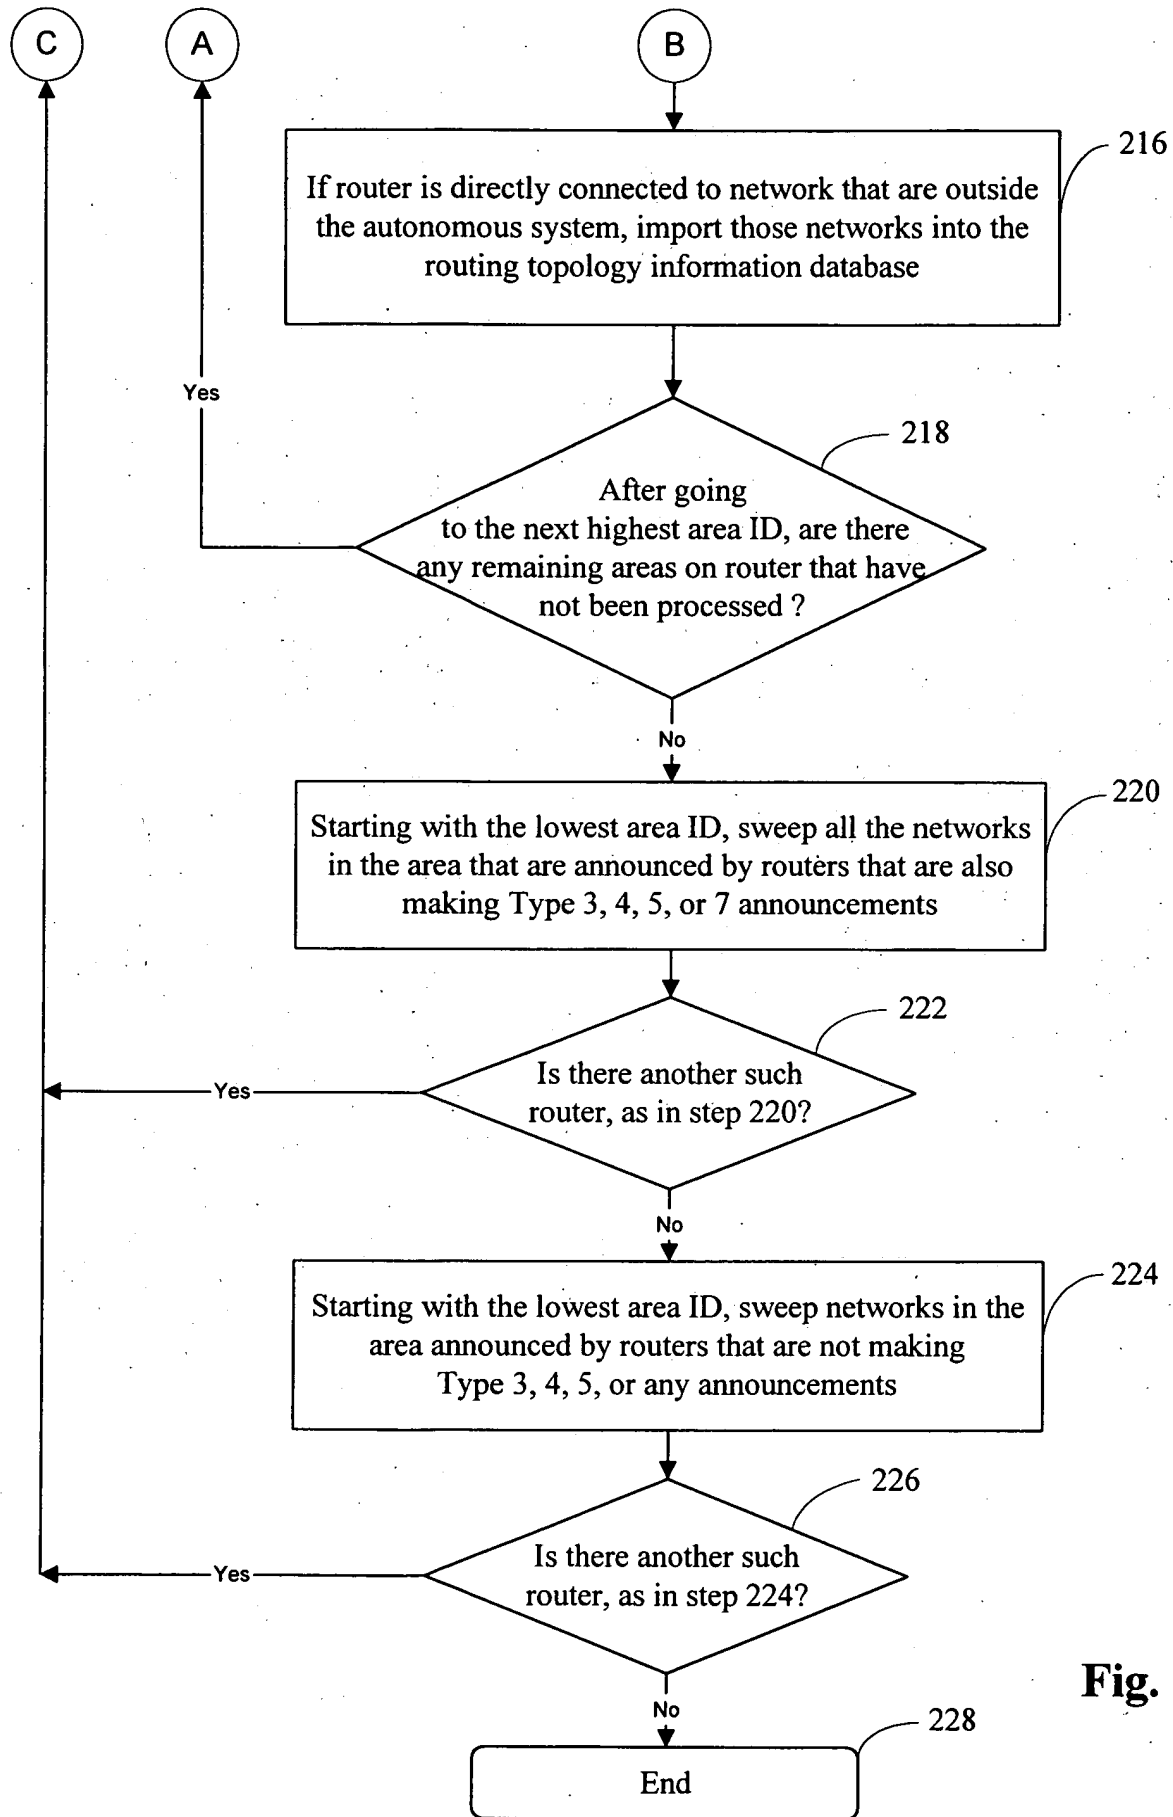 C
A
B
216
If router is directly connected to network that are outside
the autonomous system, import those networks into the
routing topology information database
Yes
218
After going
to the next highest area ID, are there
any remaining areas on router that have
not been processed ?
No
220
Starting with the lowest area ID, sweep all the networks
in the area that are announced by routers that are also
making Type 3, 4, 5, or 7 announcements
222
Is there another such
router, as in step 220?
Yes
No
224
Starting with the lowest area ID, sweep networks in the
area announced by routers that are not making
Type 3, 4, 5, or any announcements
226
Is there another such
router, as in step 224?
Yes
No
Fig.
228
End